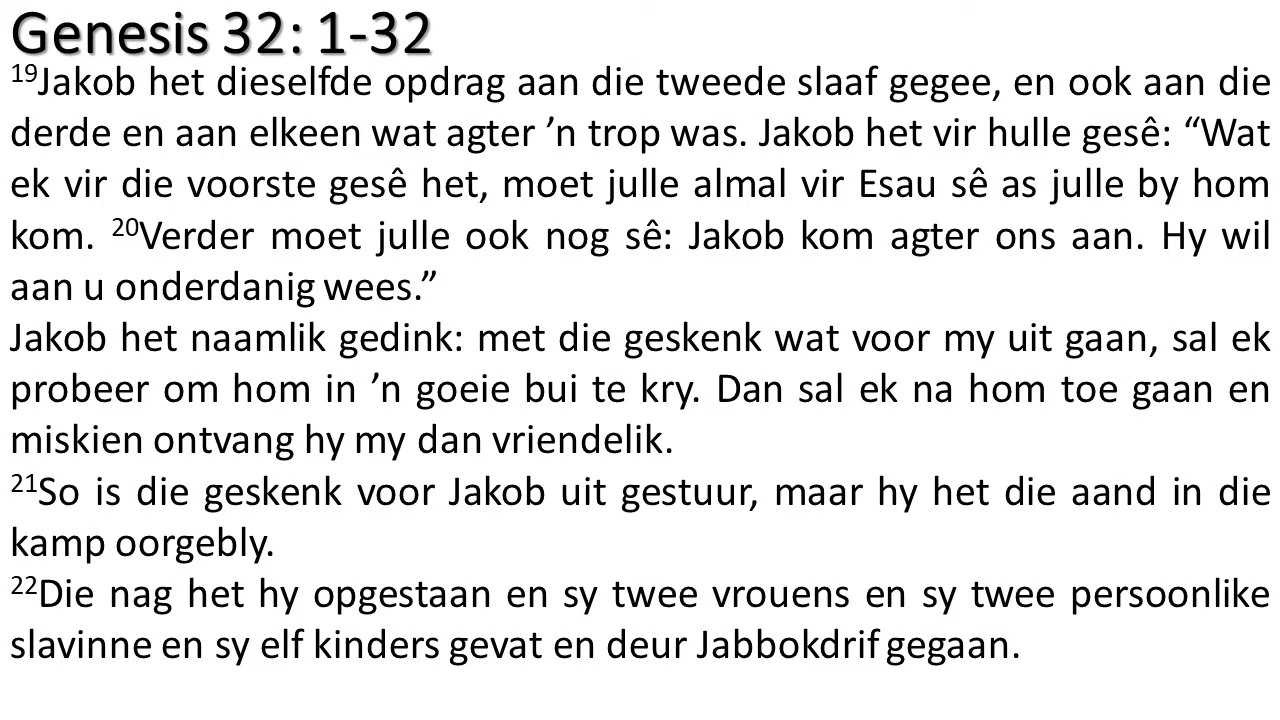 Genesis 32: 1-32
19Jakob het dieselfde opdrag aan die tweede slaaf gegee, en ook aan die
derde en aan elkeen wat agter ’n trop was. Jakob het vir hulle gesê: “Wat
ek vir die voorste gesê het, moet julle almal vir Esau sê as julle by hom
kom. 20Verder moet julle ook nog sê: Jakob kom agter ons aan. Hy wil
aan u onderdanig wees.”
Jakob het naamlik gedink: met die geskenk wat voor my uit gaan, sal ek
probeer om hom in ’n goeie bui te kry. Dan sal ek na hom toe gaan en
miskien ontvang hy my dan vriendelik.
21So is die geskenk voor Jakob uit gestuur, maar hy het die aand in die
kamp oorgebly.
22Die nag het hy opgestaan en sy twee vrouens en sy twee persoonlike
slavinne en sy elf kinders gevat en deur Jabbokdrif gegaan.